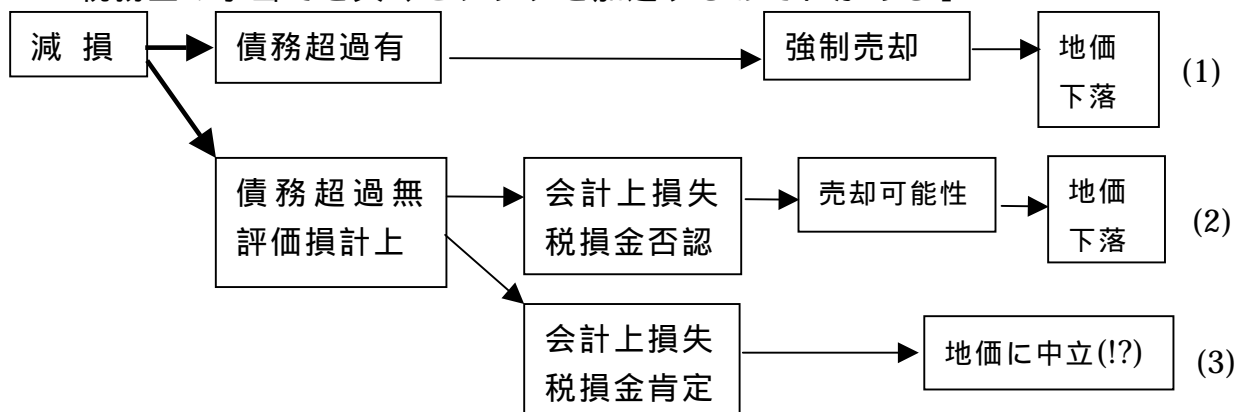 減 損
債務超過有
強制売却
地価
下落
(1)
債務超過無
評価損計上
会計上損失
税損金否認
売却可能性
地価
下落
(2)
会計上損失
税損金肯定
地価に中立(!?)
(3)